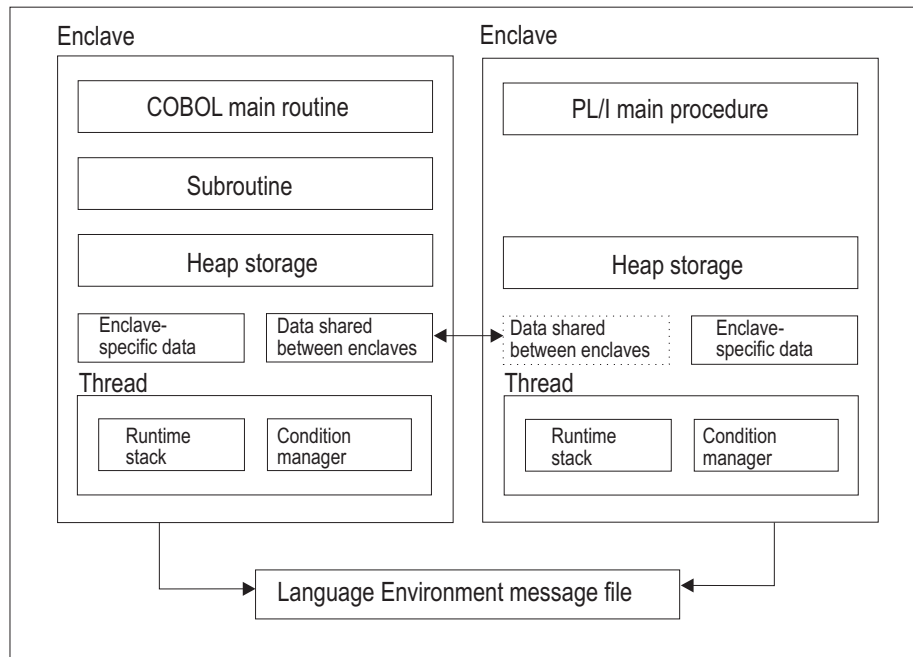 Enclave
COBOL main routine
Subroutine
Heap storage
Enclave-
specific data
Data shared
between enclaves
Thread
Runtime
stack
Condition
manager
Enclave
PL/I main procedure
Heap storage
Data shared
between enclaves
Enclave-
specific data
Thread
Runtime
stack
Condition
manager
Language Environment message file